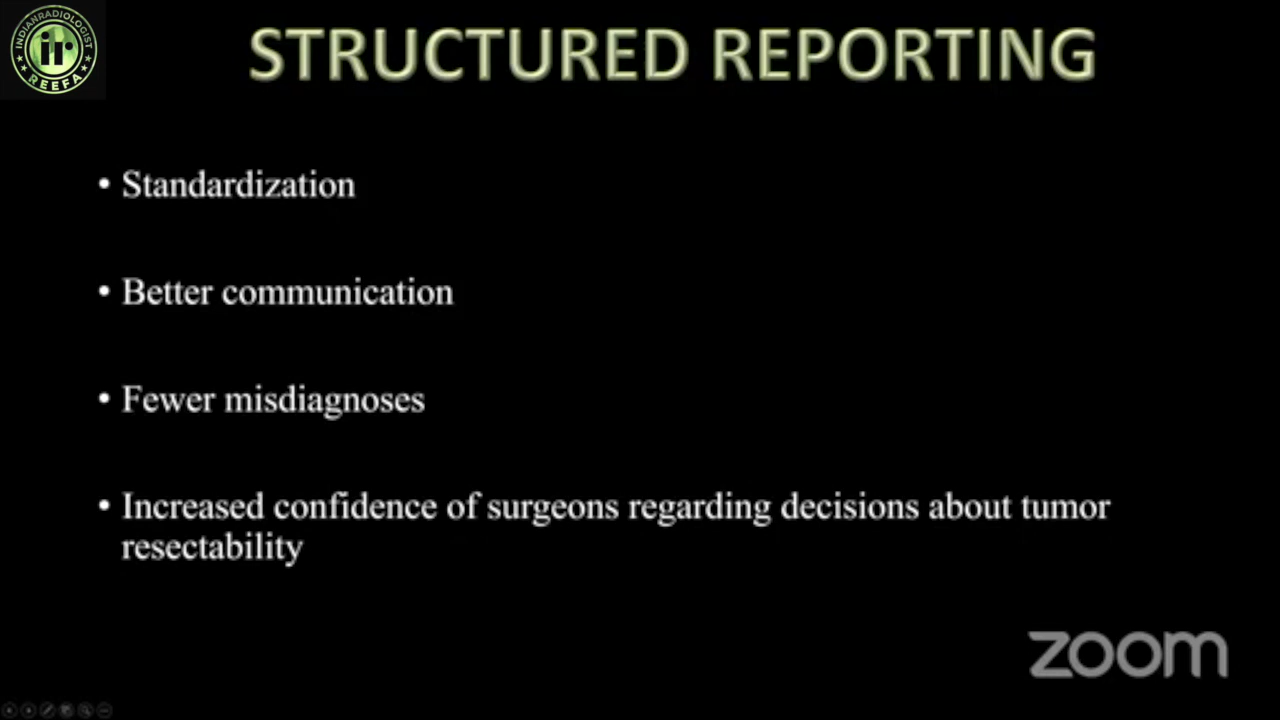 INDIANRADIOLOGIST
ir
REEFA
STRUCTURED REPORTING
• Standardization
• Better communication
• Fewer misdiagnoses
• Increased confidence of surgeons regarding decisions about tumor
resectability
zoom